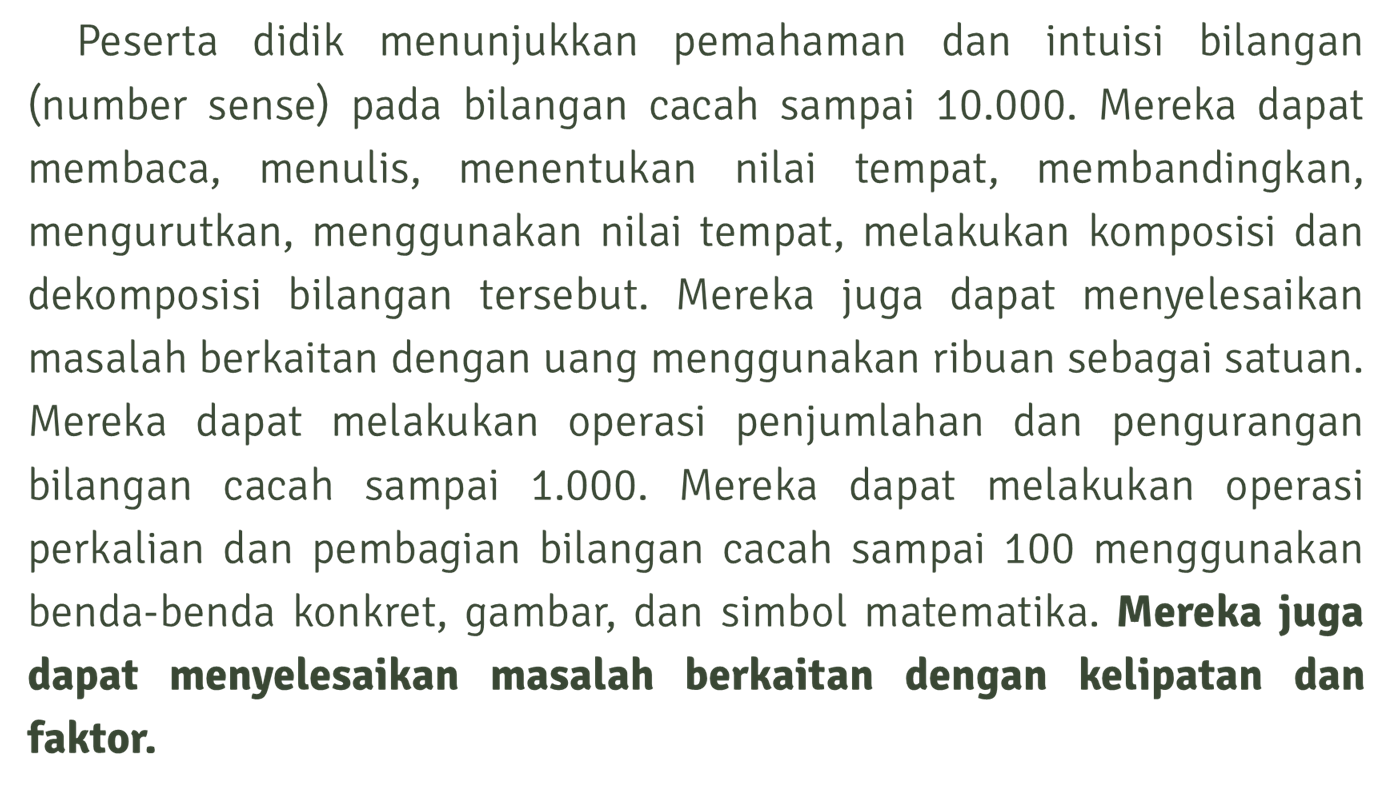 Peserta didik menunjukkan pemahaman dan intuisi bilangan
(number sense) pada bilangan cacah sampai 10.000. Mereka dapat
membaca, menulis, menentukan nilai tempat, membandingkan,
mengurutkan, menggunakan nilai tempat, melakukan komposisi dan
dekomposisi bilangan tersebut. Mereka juga dapat menyelesaikan
masalah berkaitan dengan uang menggunakan ribuan sebagai satuan.
Mereka dapat melakukan operasi penjumlahan dan pengurangan
bilangan cacah sampai 1.000. Mereka dapat melakukan operasi
perkalian dan pembagian bilangan cacah sampai 100 menggunakan
benda-benda konkret, gambar, dan simbol matematika. Mereka juga
dapat menyelesaikan masalah berkaitan dengan kelipatan dan
faktor.